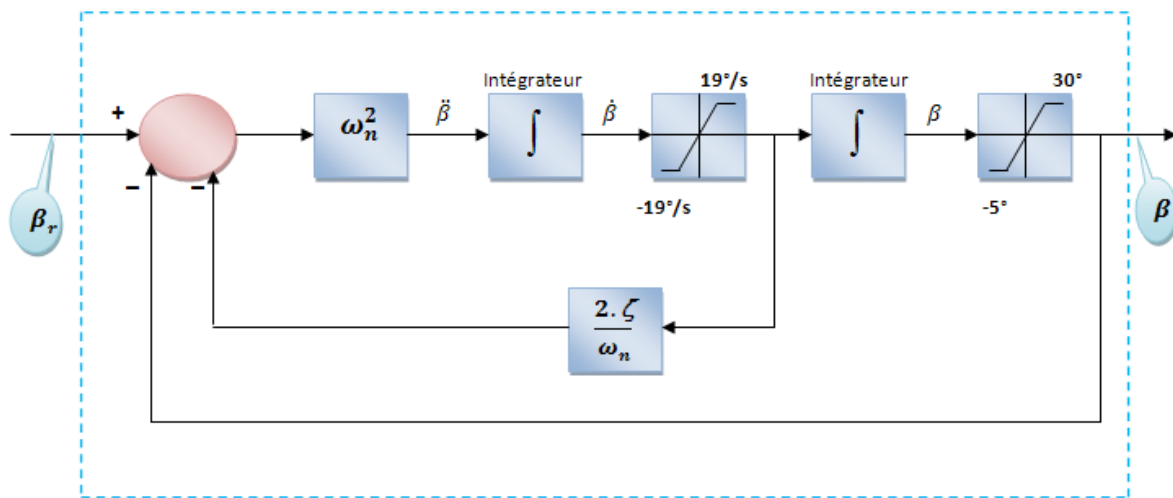 Intégrateur
19°/s
Intégrateur
30°
+
ω_n^2
β̈
∫
β̇
∫
β
−
−
-19°/s
-5°
β_r
β
2. ζ
ω_n